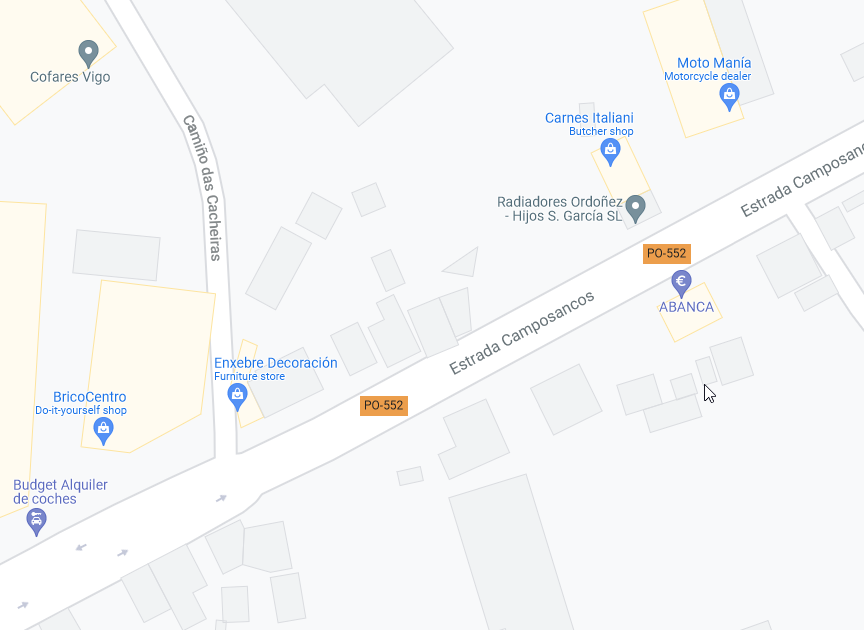 Moto Manía
Motorcycle dealer
Cofares Vigo
Carnes Italiani
Butcher shop
Camiño das Cacheiras
Estrada Camposanc
Radiadores Ordoñez
- Hijos S. García SL
PO-552
€
ABANCA
Estrada Camposancos
Enxebre Decoración
Furniture store
BricoCentro
Do-it-yourself shop
PO-552
Budget Alquiler
de coches